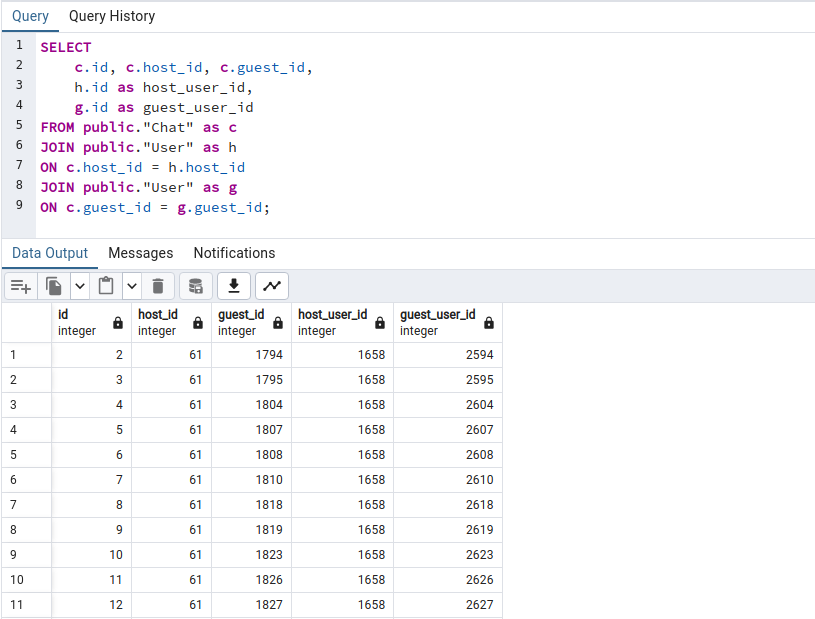 Query Query History
1 SELECT
2 c.id, c.host_id, c.guest_id,
3 h.id as host_user_id,
4 g.id as guest_user_id
5 FROM public."Chat" as c
6 JOIN public."User" as h
7 ON c.host_id = h.host_id
8 JOIN public."User" as g
9 ON c.guest_id = g.guest_id;
Data Output Messages Notifications
id host_id guest_id host_user_id guest_user_id
integer integer integer integer integer
1 2 61 1794 1658 2594
2 3 61 1795 1658 2595
3 4 61 1804 1658 2604
4 5 61 1807 1658 2607
5 6 61 1808 1658 2608
6 7 61 1810 1658 2610
7 8 61 1818 1658 2618
8 9 61 1819 1658 2619
9 10 61 1823 1658 2623
10 11 61 1826 1658 2626
11 12 61 1827 1658 2627